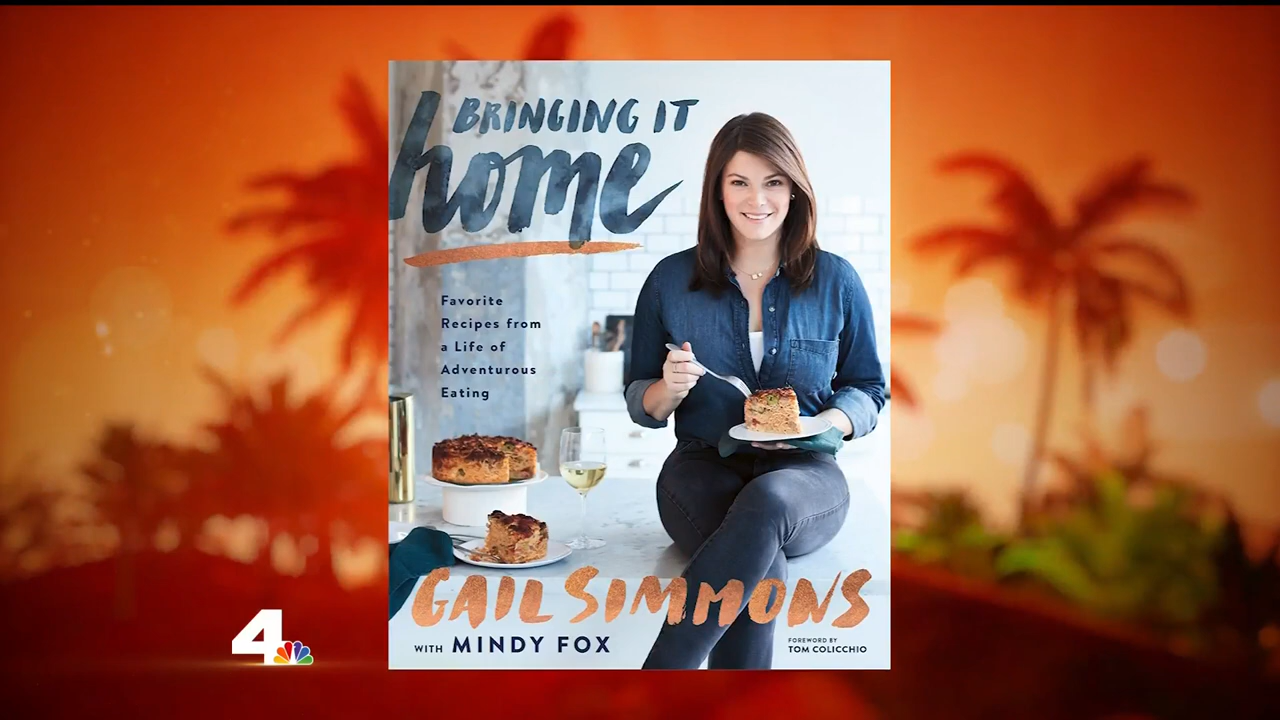 BRINGING IT
home
Favorite
Recipes from
a Life of
Adventurous
Eating
GAIL SIMMONS
WITH MINDY FOX
FOREWORD BY
TOM COLICCHIO
4